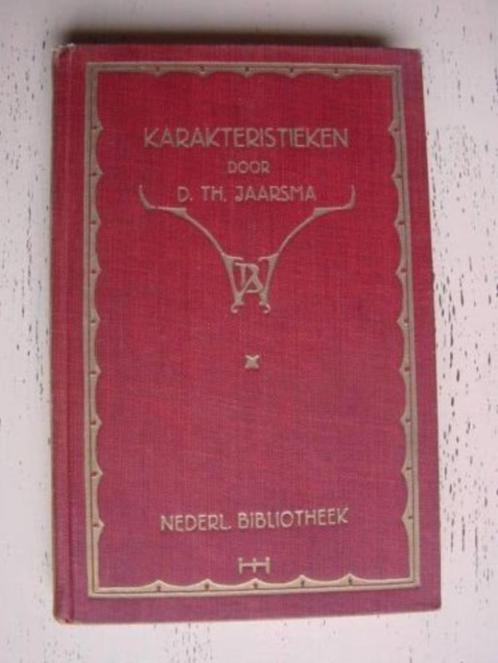 KARAKTERISTIEKEN
DOOR
D. TH. JAARSMA
NEDERL. BIBLIOTHEEK